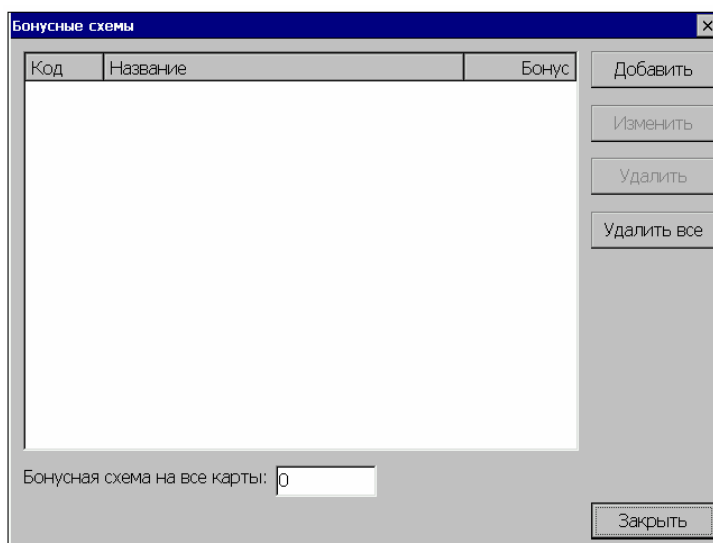 Бонусные схемы
Код Название Бонус
Добавить
Изменить
Удалить
Удалить все
Бонусная схема на все карты: 0
Закрыть